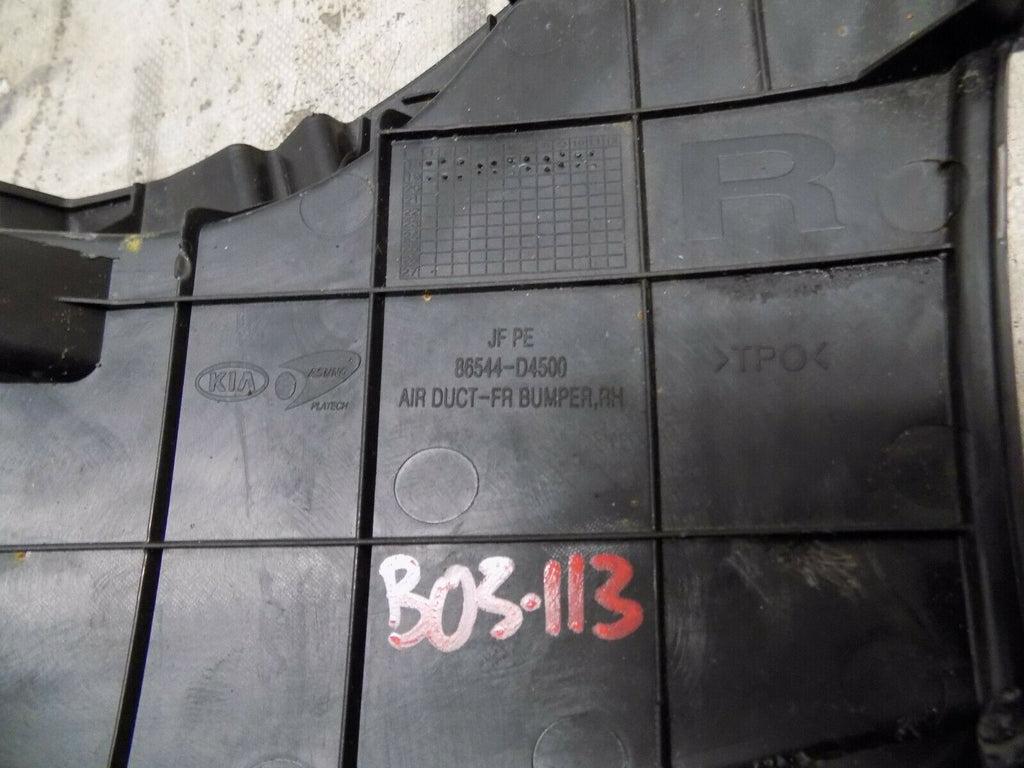 R
JF PE
86544-D4500
AIR DUCT-FR BUMPER,RH
>TPO<
KIA
PLATECH
B03.113